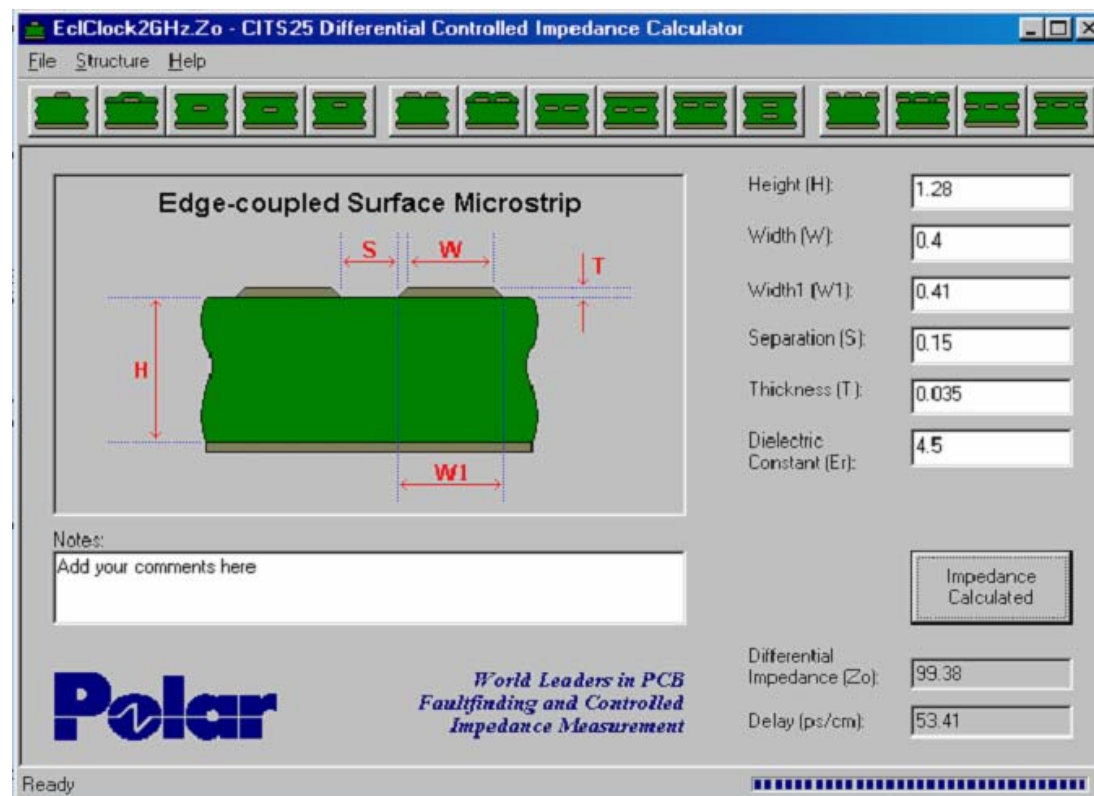 EclClock2GHz.Zo - CITS25 Differential Controlled Impedance Calculator
File Structure Help
Edge-coupled Surface Microstrip
S
W
T
H
W1
Height (H):
1.28
Width (W):
0.4
Width1 (W1):
0.41
Separation (S):
0.15
Thickness (T):
0.035
Dielectric
Constant (Er):
4.5
Notes:
Add your comments here
Impedance
Calculated
Polar
World Leaders in PCB
Faultfinding and Controlled
Impedance Measurement
Differential
Impedance (Zo):
99.38
Delay (ps/cm):
53.41
Ready